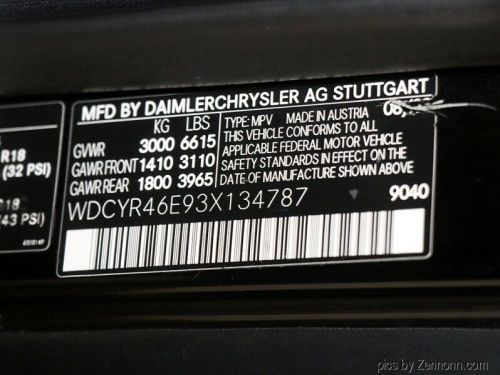 MFD BY DAIMLERCHRYSLER AG STUTTGART
KG LBS
GVWR 3000 6615
GAWR FRONT 1410 3110
GAWR REAR 1800 3965
TYPE: MPV MADE IN AUSTRIA
THIS VEHICLE CONFORMS TO ALL
APPLICABLE FEDERAL MOTOR VEHICLE
SAFETY STANDARDS IN EFFECT ON THE
DATE OF MANUFACTURE SHOWN ABOVE.
9040
WDCYR46E93X134787
R18
(32 PSI)
(43 PSI)
pics by Zennonn.com